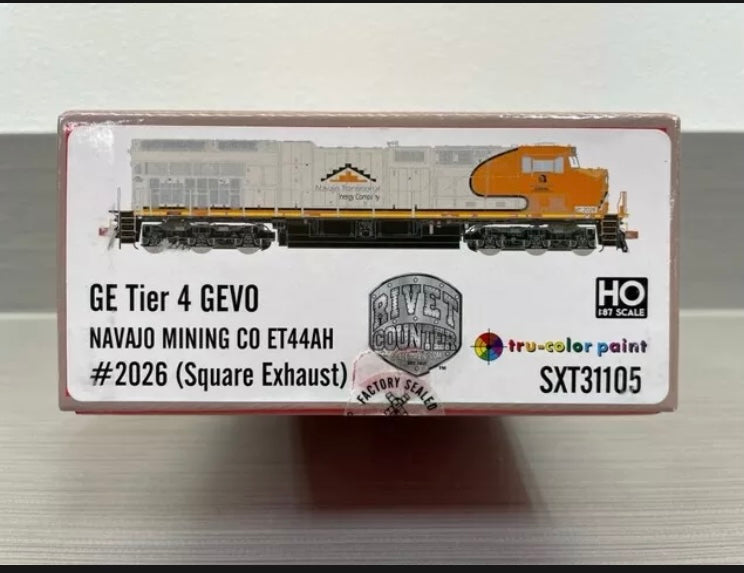 Navajo Transitional
Energy Company
GE Tier 4 GEVO
NAVAJO MINING CO ET44AH
#2026 (Square Exhaust)
RIVET
COUNTER
TM
FACTORY SEALED
HO
1:87 SCALE
tru-color paint
SXT31105